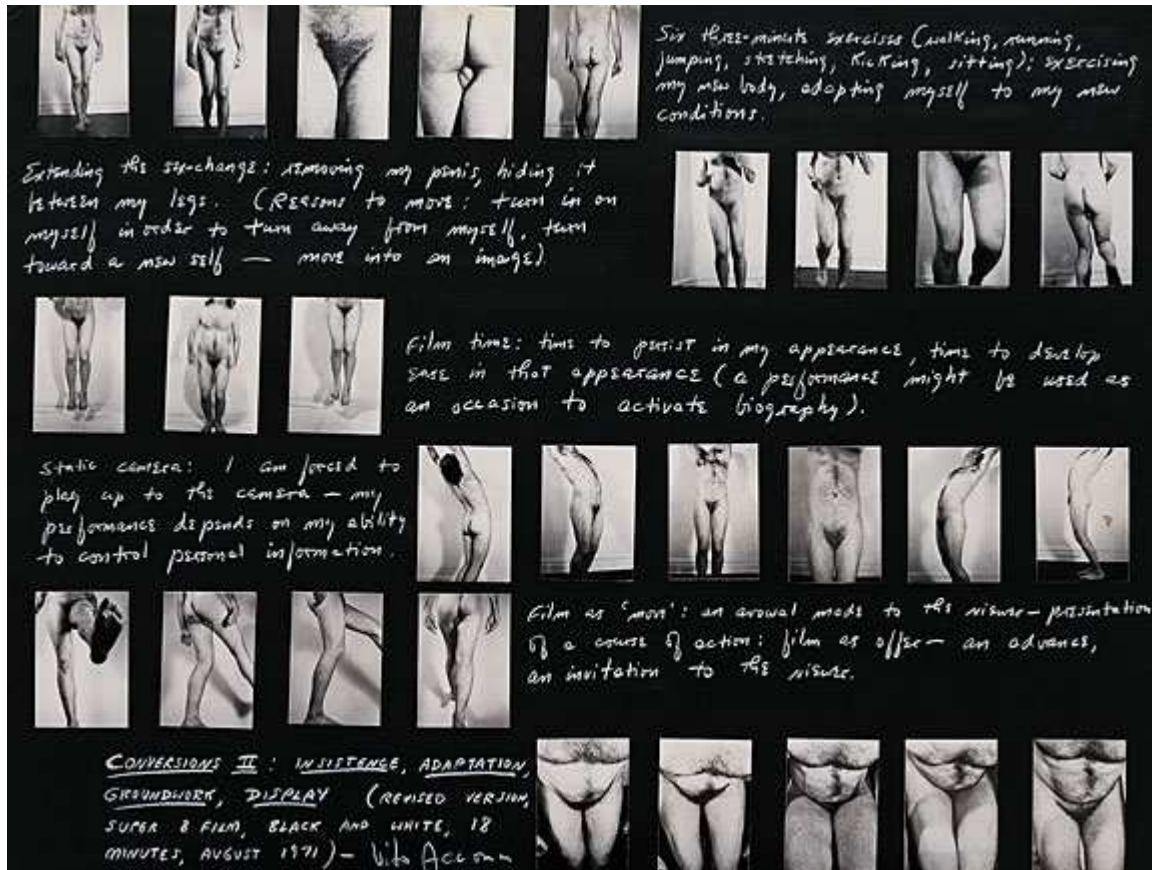 Six three-minute exercises (walking, running,
jumping, stretching, kicking, sitting); exercising
my new body, adapting myself to my new
conditions.
Extending the sex-change: removing my penis, hiding it
between my legs. (Reasons to move: turn in on
myself in order to turn away from myself, turn
toward a new self — move into an image).
Film time: time to persist in my appearance, time to develop
ease in that appearance (a performance might be used as
an occasion to activate biography).
Static camera: I am forced to
play up to the camera — my
performance depends on my ability
to control personal information.
Film as 'move': an avowal made to the viewer — presentation
of a course of action; film as offer — an advance,
an invitation to the viewer.
CONVERSIONS II: INSISTENCE, ADAPTATION,
GROUNDWORK, DISPLAY (REVISED VERSION,
SUPER 8 FILM, BLACK AND WHITE, 18
MINUTES, AUGUST 1971) — Vito Acconci